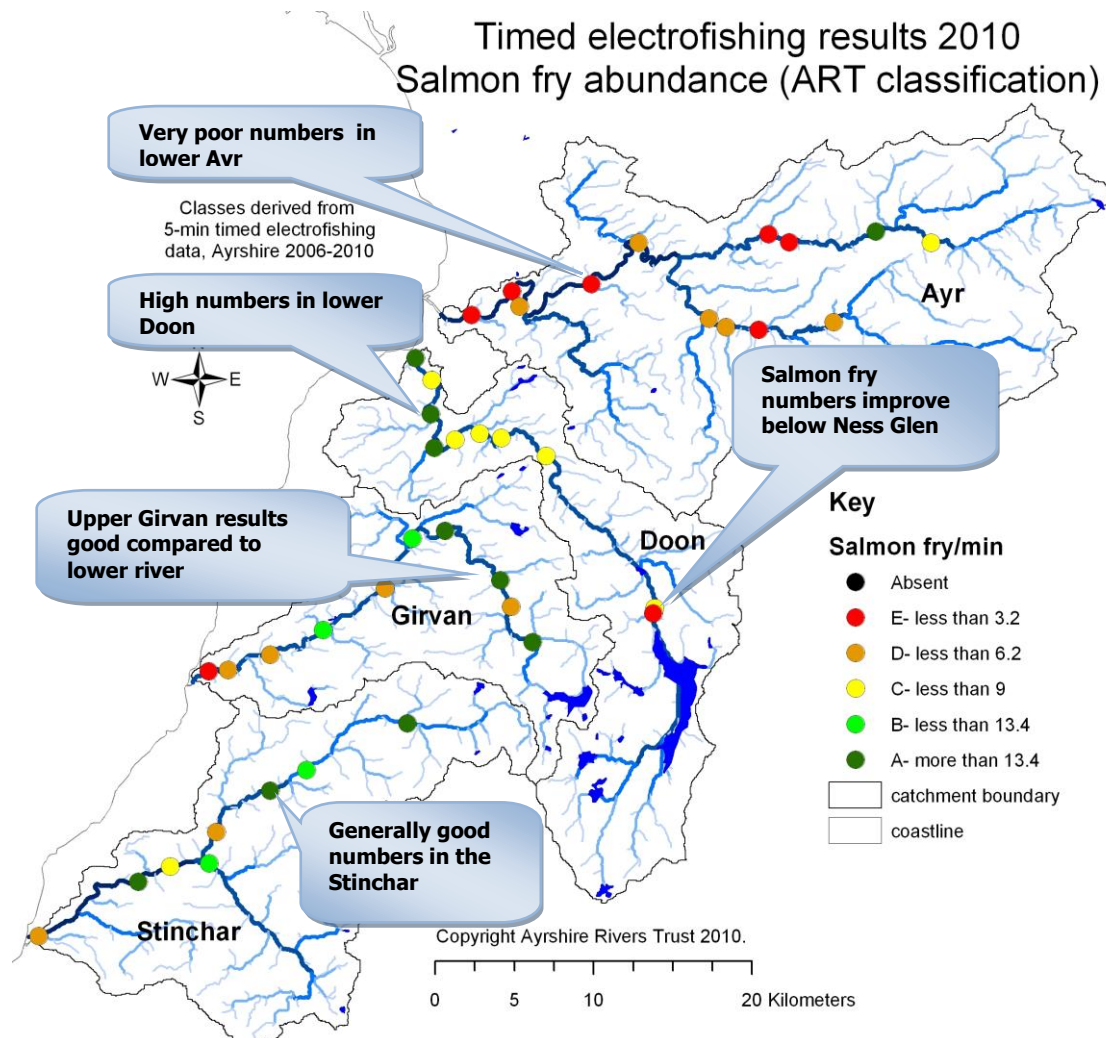 Timed electrofishing results 2010
Salmon fry abundance (ART classification)
Very poor numbers in
lower Avr
Classes derived from
5-min timed electrofishing
data, Ayrshire 2006-2010
High numbers in lower
Doon
N
W
E
S
Ayr
Salmon fry
numbers improve
below Ness Glen
Upper Girvan results
good compared to
lower river
Doon
Girvan
Key
Salmon fry/min
Absent
E- less than 3.2
D- less than 6.2
C- less than 9
B- less than 13.4
A- more than 13.4
catchment boundary
coastline
Generally good
numbers in the
Stinchar
Stinchar
Copyright Ayrshire Rivers Trust 2010.
0 5 10 20 Kilometers